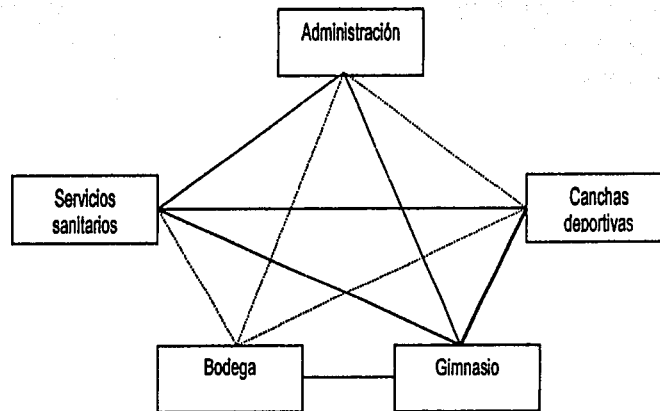 Administración
Servicios
sanitarios
Canchas
deportivas
Bodega
Gimnasio